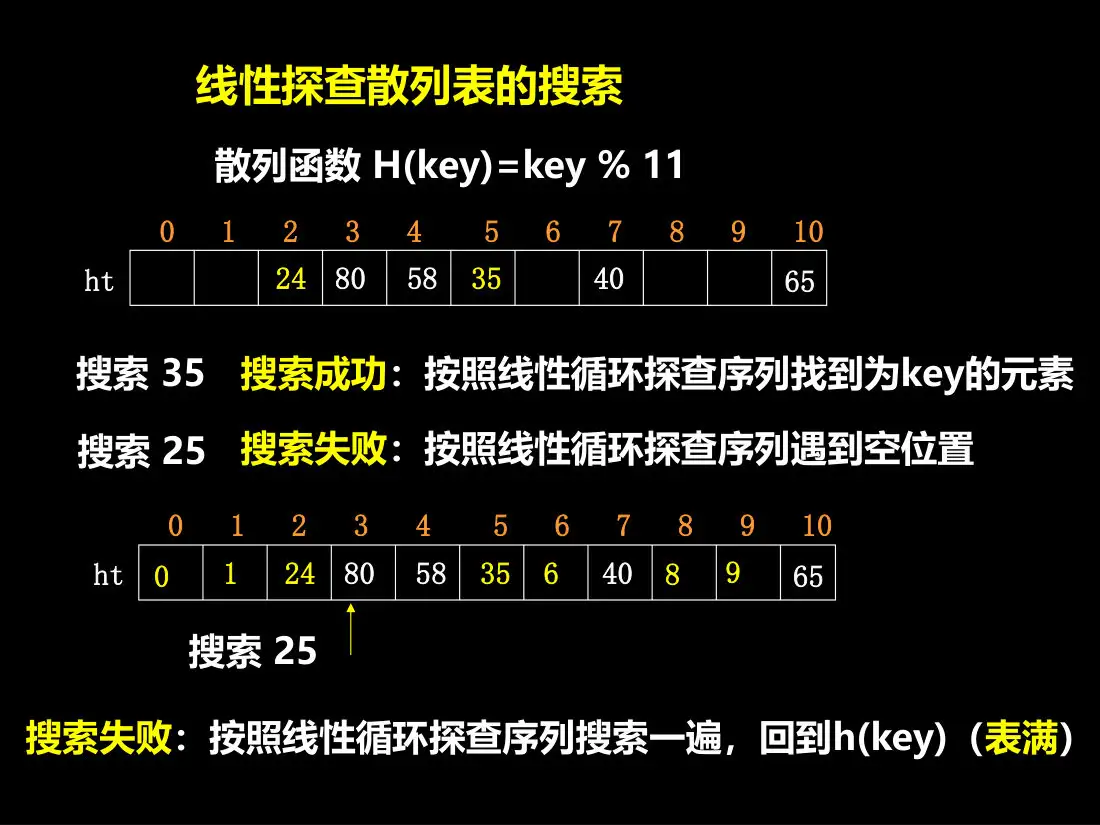 线性探查散列表的搜索
散列函数 H(key)=key % 11
0 1 2 3 4 5 6 7 8 9 10
ht 24 80 58 35 40 65
搜索 35 搜索成功：按照线性循环探查序列找到为key的元素
搜索 25 搜索失败：按照线性循环探查序列遇到空位置
0 1 2 3 4 5 6 7 8 9 10
ht 0 1 24 80 58 35 6 40 8 9 65
搜索 25
搜索失败：按照线性循环探查序列搜索一遍，回到h(key)（表满）